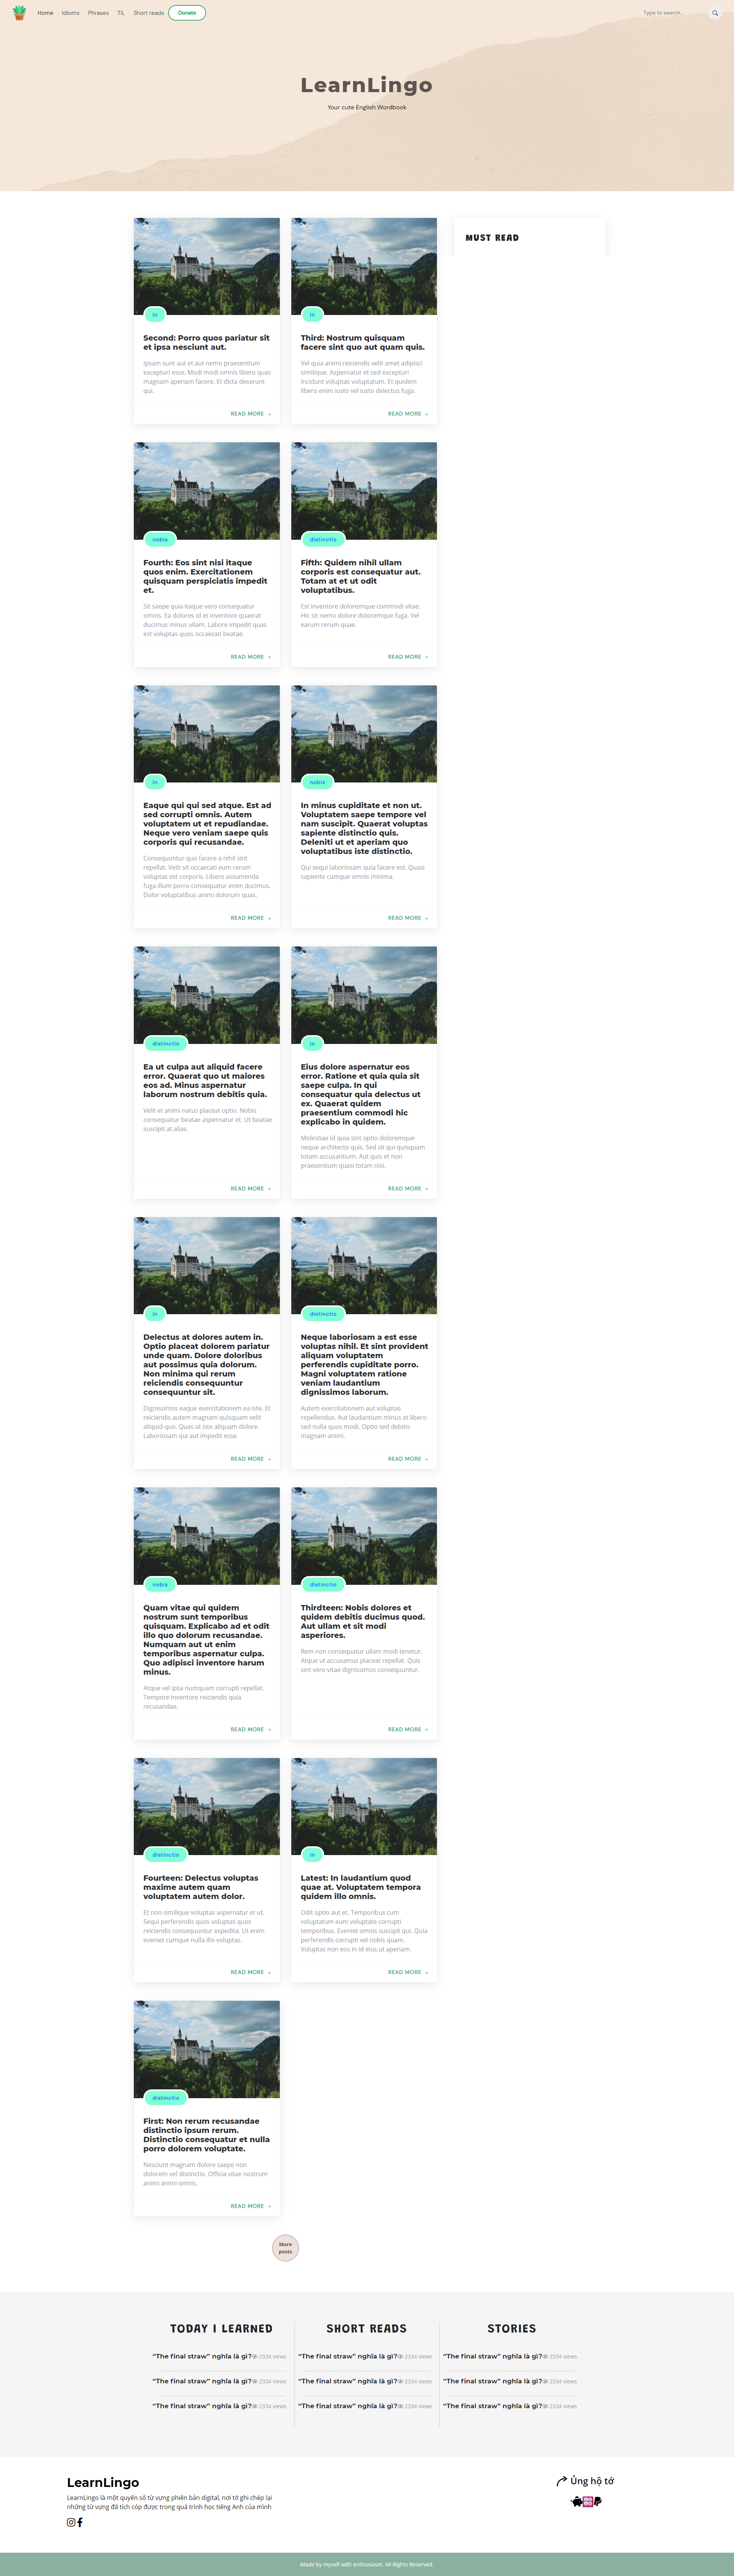 Home Idioms Phrases TIL Short reads Donate Type to search...
LearnLingo
Your cute English Wordbook
MUST READ
in
Second: Porro quos pariatur sit
et ipsa nesciunt aut.
Ipsam sunt aut et aut nemo praesentium
excepturi esse. Modi modi omnis libero quas
magnam aperiam facere. Et dicta deserunt
qui.
READ MORE →
in
Third: Nostrum quisquam
facere sint quo aut quam quis.
Vel quia animi reiciendis velit amet adipisci
similique. Aspernatur et sed excepturi
incidunt voluptas voluptatum. Et quidem
libero enim iusto vel iusto delectus fuga.
READ MORE →
nobis
Fourth: Eos sint nisi itaque
quos enim. Exercitationem
quisquam perspiciatis impedit
et.
Sit saepe quia itaque vero consequatur
omnis. Ea dolores id et inventore quaerat
ducimus minus ullam. Labore impedit quas
est voluptas quos occaecati beatae.
READ MORE →
distinctio
Fifth: Quidem nihil ullam
corporis est consequatur aut.
Totam at et ut odit
voluptatibus.
Est inventore doloremque commodi vitae.
Hic sit nemo dolore doloremque fuga. Vel
earum rerum quae.
READ MORE →
in
Eaque qui qui sed atque. Est ad
sed corrupti omnis. Autem
voluptatem ut et repudiandae.
Neque vero veniam saepe quis
corporis qui recusandae.
Consequuntur quo facere a nihil sint
repellat. Velit sit occaecati eum rerum
voluptas est corporis. Libero assumenda
fuga illum porro consequatur enim ducimus.
Dolor voluptatibus animi dolorum quas.
READ MORE →
nobis
In minus cupiditate et non ut.
Voluptatem saepe tempore vel
nam suscipit. Quaerat voluptas
sapiente distinctio quis.
Deleniti ut et aperiam quo
voluptatibus iste distinctio.
Qui sequi laboriosam quia facere est. Quasi
sapiente cumque omnis minima.
READ MORE →
distinctio
Ea ut culpa aut aliquid facere
error. Quaerat quo ut maiores
eos ad. Minus aspernatur
laborum nostrum debitis quia.
Velit et animi natus placeat optio. Nobis
consequatur beatae aspernatur et. Ut beatae
suscipit at alias.
READ MORE →
in
Eius dolore aspernatur eos
error. Ratione et quia quia sit
saepe culpa. In qui
consequatur quia delectus ut
ex. Quaerat quidem
praesentium commodi hic
explicabo in quidem.
Molestiae id quia sint optio doloremque
neque architecto quis. Sed sit qui quisquam
totam accusantium. Aut quis et non
praesentium quasi totam nisi.
READ MORE →
in
Delectus at dolores autem in.
Optio placeat dolorem pariatur
unde quam. Dolore doloribus
aut possimus quia dolorum.
Non minima qui rerum
reiciendis consequuntur
consequuntur sit.
Dignissimos eaque exercitationem ea iste. Et
reiciendis autem magnam quisquam velit
aliquid quo. Quas ut iste aliquam dolore.
Laboriosam qui aut impedit esse.
READ MORE →
distinctio
Neque laboriosam a est esse
voluptas nihil. Et sint provident
aliquam voluptatem
perferendis cupiditate porro.
Magni voluptatem ratione
veniam laudantium
dignissimos laborum.
Autem exercitationem aut voluptas
repellendus. Aut laudantium minus et libero
sed nulla quos modi. Optio sed debitis
magnam animi.
READ MORE →
nobis
Quam vitae qui quidem
nostrum sunt temporibus
quisquam. Explicabo ad et odit
illo quo dolorum recusandae.
Numquam aut ut enim
temporibus aspernatur culpa.
Quo adipisci inventore harum
minus.
Atque vel ipsa numquam corrupti repellat.
Tempore inventore reiciendis quia
recusandae.
READ MORE →
distinctio
Thirdteen: Nobis dolores et
quidem debitis ducimus quod.
Aut ullam et sit modi
asperiores.
Rem non consequatur ullam modi tenetur.
Atque ut accusamus placeat repellat. Quis
sint vero vitae dignissimos consequuntur.
READ MORE →
distinctio
Fourteen: Delectus voluptas
maxime autem quam
voluptatem autem dolor.
Et non similique voluptas aspernatur et ut.
Sequi perferendis quos voluptas quos
reiciendis consequuntur expedita. Ut enim
eveniet cumque nulla illo voluptas.
READ MORE →
in
Latest: In laudantium quod
quae at. Voluptatem tempora
quidem illo omnis.
Odit optio aut et. Temporibus cum
voluptatum eum voluptate corrupti
temporibus. Eveniet omnis suscipit qui. Quia
perferendis corrupti vel nobis quam.
Voluptas non eos in id eius ut aperiam.
READ MORE →
distinctio
First: Non rerum recusandae
distinctio ipsum rerum.
Distinctio consequatur et nulla
porro dolorem voluptate.
Nesciunt magnam dolore saepe non
dolorem vel distinctio. Officia vitae nostrum
animi animi omnis.
READ MORE →
More
posts
TODAY I LEARNED
"The final straw" nghĩa là gì? 2334 views
"The final straw" nghĩa là gì? 2334 views
"The final straw" nghĩa là gì? 2334 views
SHORT READS
"The final straw" nghĩa là gì? 2334 views
"The final straw" nghĩa là gì? 2334 views
"The final straw" nghĩa là gì? 2334 views
STORIES
"The final straw" nghĩa là gì? 2334 views
"The final straw" nghĩa là gì? 2334 views
"The final straw" nghĩa là gì? 2334 views
LearnLingo
LearnLingo là một quyển sổ từ vựng phiên bản digital, nơi tớ ghi chép lại
những từ vựng đã tích cóp được trong quá trình học tiếng Anh của mình
Ủng hộ tớ
Made by myself with enthusiasm. All Rights Reserved.